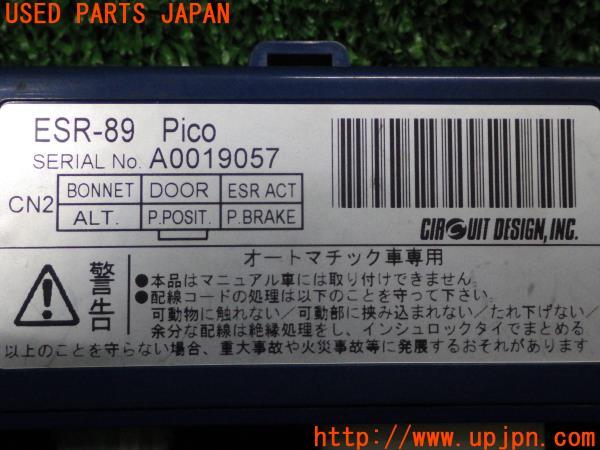 USED PARTS JAPAN
ESR-89 Pico
SERIAL No. A0019057
CN2
BONNET DOOR ESR ACT
ALT. P.POSIT. P.BRAKE
CIRCUIT DESIGN, INC.
オートマチック車専用
警告
●本品はマニュアル車には取り付けできません。
●配線コードの処理は以下のことを守って下さい。
可動物に触れない／可動部に挟み込まれない／たれ下げない／
余分な配線は絶縁処理をし、インシュロックタイでまとめる
以上のことを守らない場合、重大事故や火災事故等に発展するおそれがあります
UPJ 中古車部品
http://www.upjpn.com